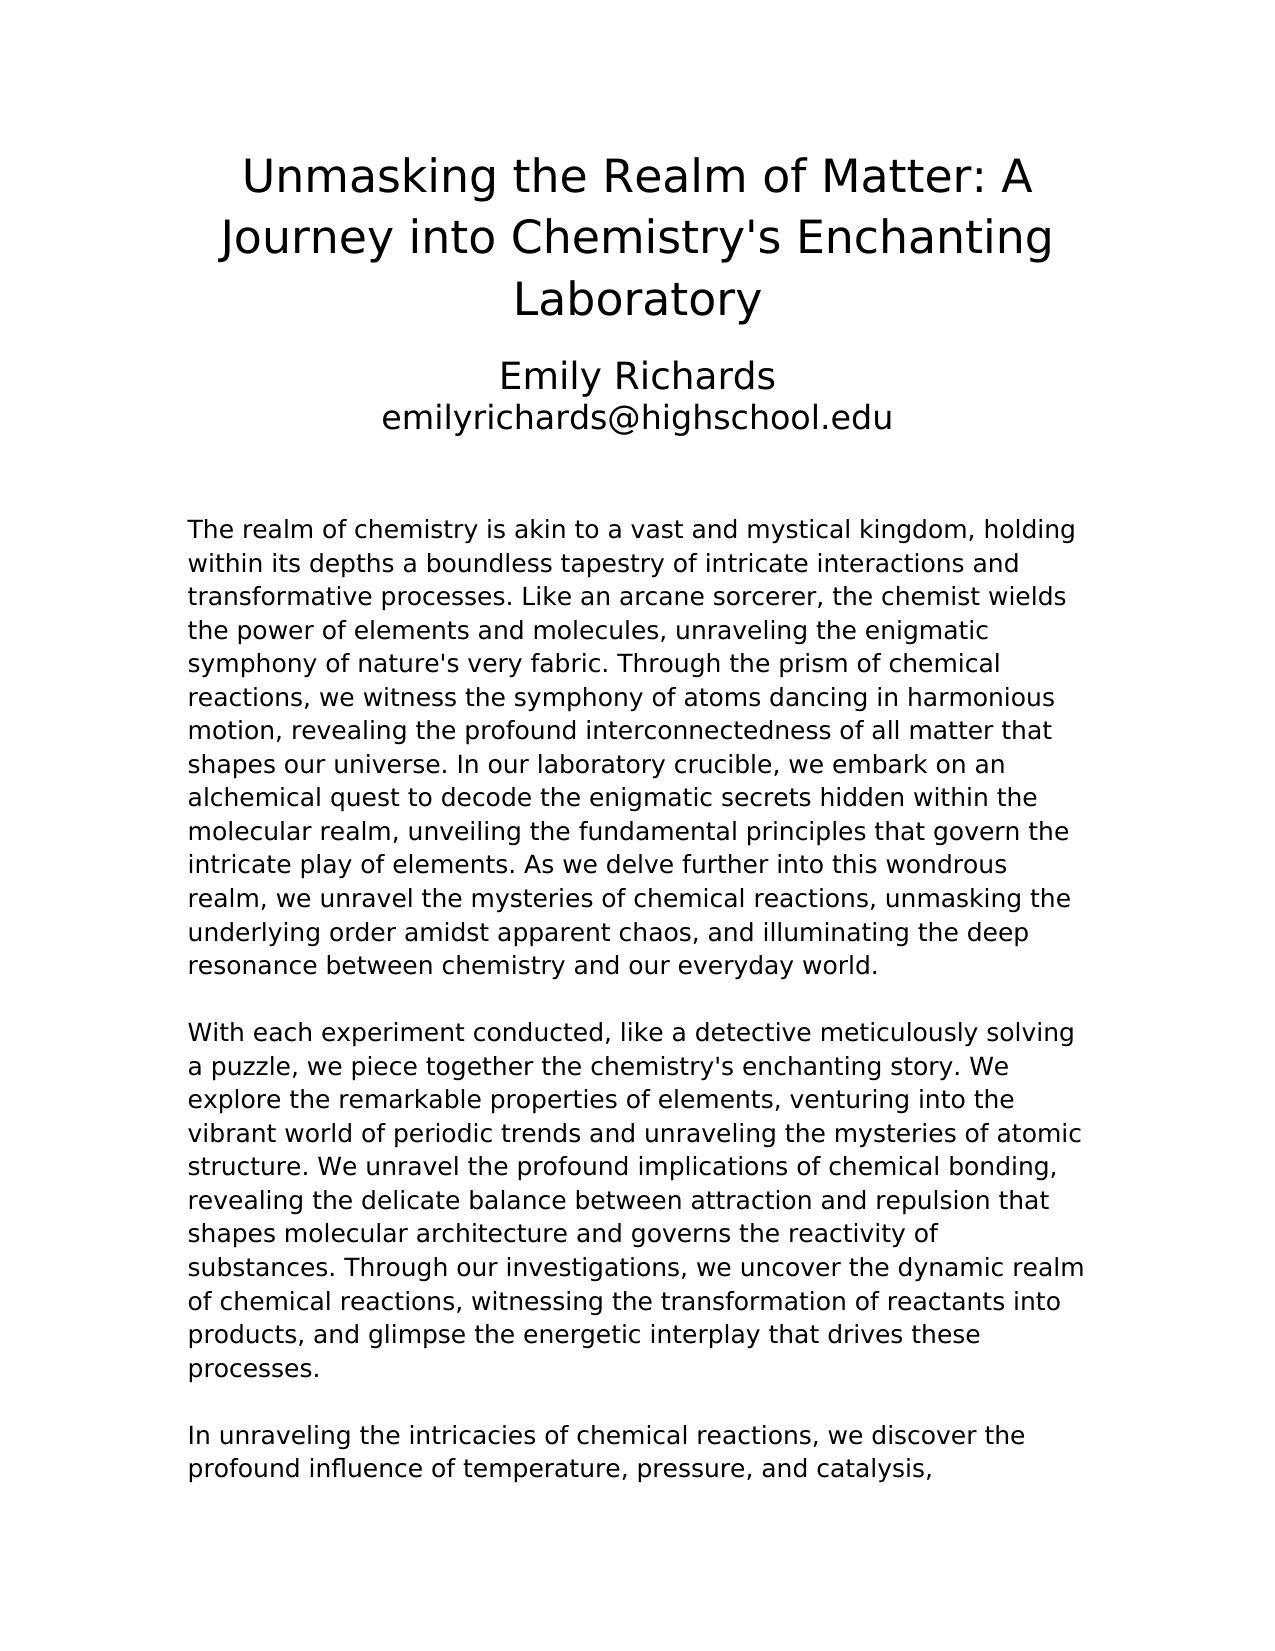 Unmasking the Realm of Matter: A
Journey into Chemistry's Enchanting
Laboratory
Emily Richards
emilyrichards@highschool.edu
The realm of chemistry is akin to a vast and mystical kingdom, holding
within its depths a boundless tapestry of intricate interactions and
transformative processes. Like an arcane sorcerer, the chemist wields
the power of elements and molecules, unraveling the enigmatic
symphony of nature's very fabric. Through the prism of chemical
reactions, we witness the symphony of atoms dancing in harmonious
motion, revealing the profound interconnectedness of all matter that
shapes our universe. In our laboratory crucible, we embark on an
alchemical quest to decode the enigmatic secrets hidden within the
molecular realm, unveiling the fundamental principles that govern the
intricate play of elements. As we delve further into this wondrous
realm, we unravel the mysteries of chemical reactions, unmasking the
underlying order amidst apparent chaos, and illuminating the deep
resonance between chemistry and our everyday world.
With each experiment conducted, like a detective meticulously solving
a puzzle, we piece together the chemistry's enchanting story. We
explore the remarkable properties of elements, venturing into the
vibrant world of periodic trends and unraveling the mysteries of atomic
structure. We unravel the profound implications of chemical bonding,
revealing the delicate balance between attraction and repulsion that
shapes molecular architecture and governs the reactivity of
substances. Through our investigations, we uncover the dynamic realm
of chemical reactions, witnessing the transformation of reactants into
products, and glimpse the energetic interplay that drives these
processes.
In unraveling the intricacies of chemical reactions, we discover the
profound influence of temperature, pressure, and catalysis,